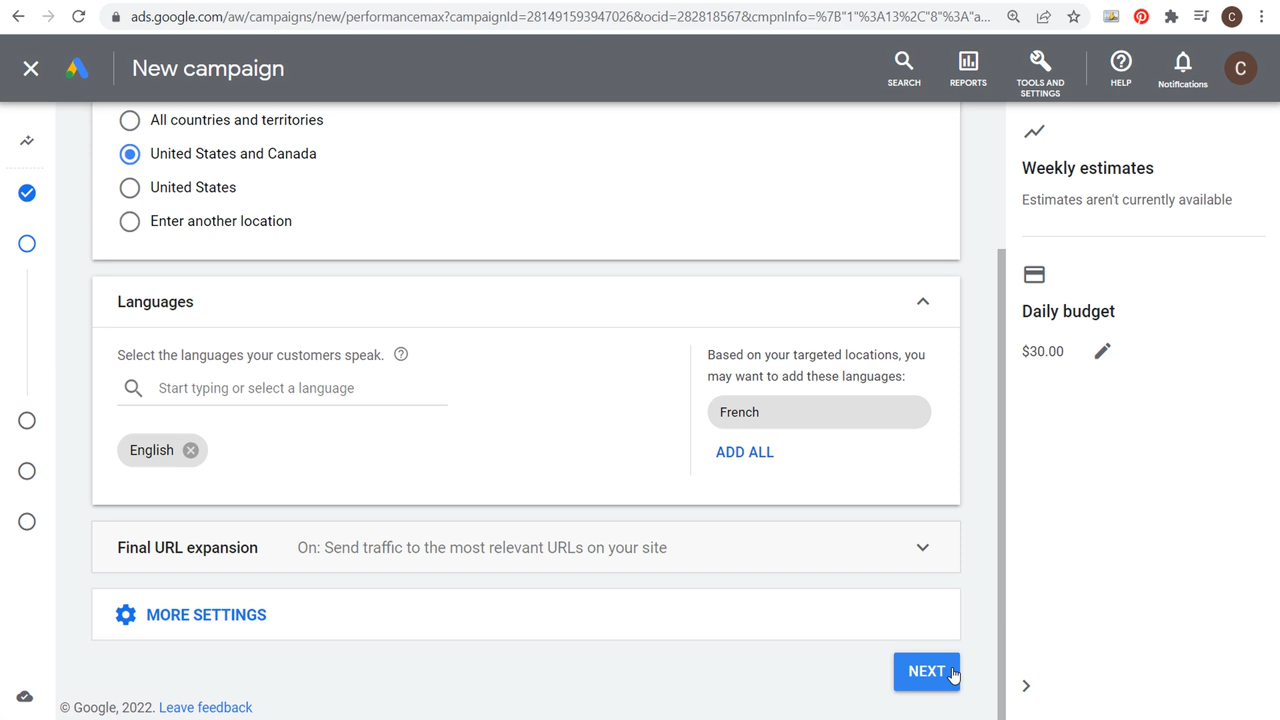 ads.google.com/aw/campaigns/new/performancemax?campaignId=281491593947026&ocid=282818567&cmpnInfo=%7B"1"%3A13%2C"8"%3A"a...
C
New campaign
SEARCH
REPORTS
TOOLS AND SETTINGS
HELP
Notifications
C
All countries and territories
United States and Canada
United States
Enter another location
Languages
Select the languages your customers speak.
Start typing or select a language
English
Based on your targeted locations, you
may want to add these languages:
French
ADD ALL
Final URL expansion On: Send traffic to the most relevant URLs on your site
MORE SETTINGS
NEXT
© Google, 2022. Leave feedback
Weekly estimates
Estimates aren't currently available
Daily budget
$30.00